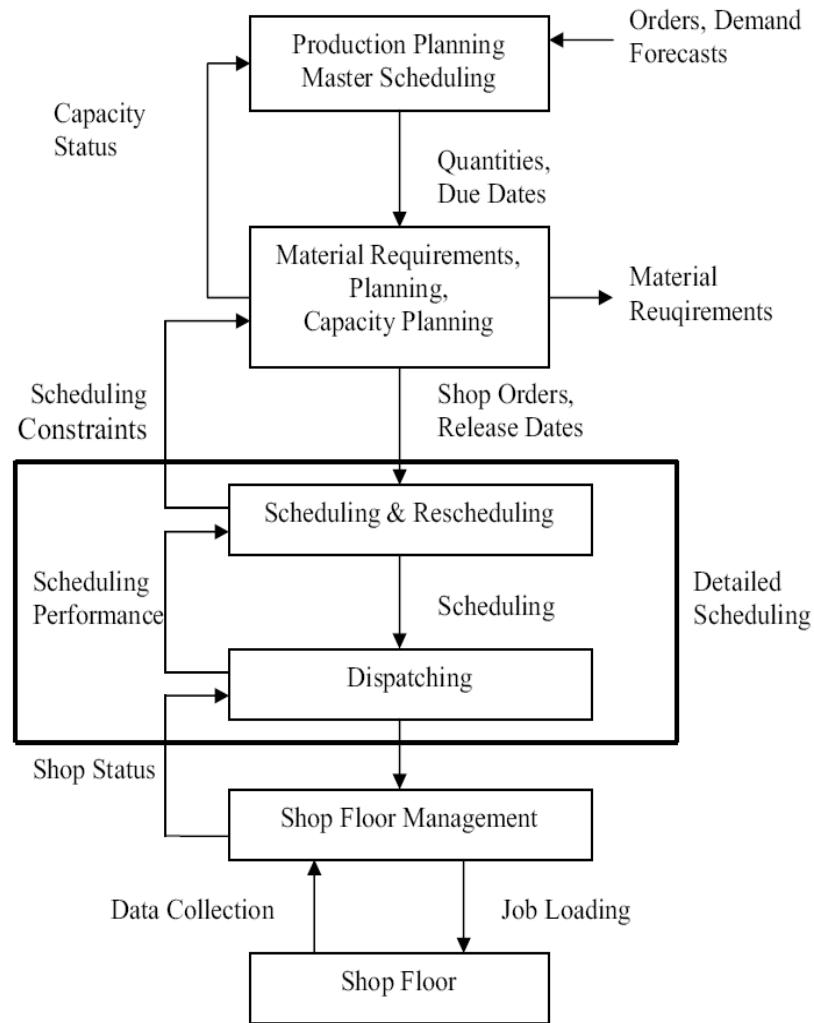 Production Planning
Master Scheduling
Orders, Demand
Forecasts
Capacity
Status
Quantities,
Due Dates
Material Requirements,
Planning,
Capacity Planning
Material
Reuqirements
Scheduling
Constraints
Shop Orders,
Release Dates
Scheduling & Rescheduling
Scheduling
Performance
Scheduling
Detailed
Scheduling
Dispatching
Shop Status
Shop Floor Management
Data Collection
Job Loading
Shop Floor